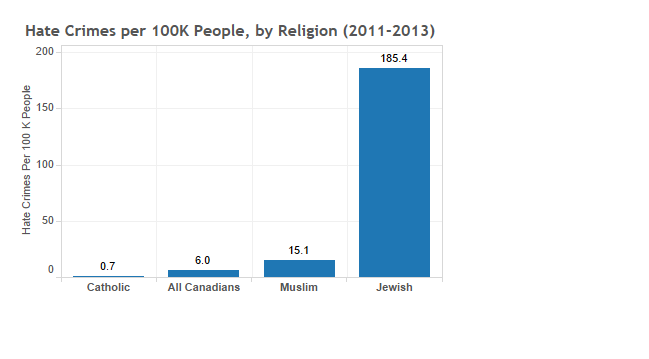 Hate Crimes per 100K People, by Religion (2011-2013)
Hate Crimes Per 100 K People
200
150
100
50
0
0.7
6.0
15.1
185.4
Catholic
All Canadians
Muslim
Jewish